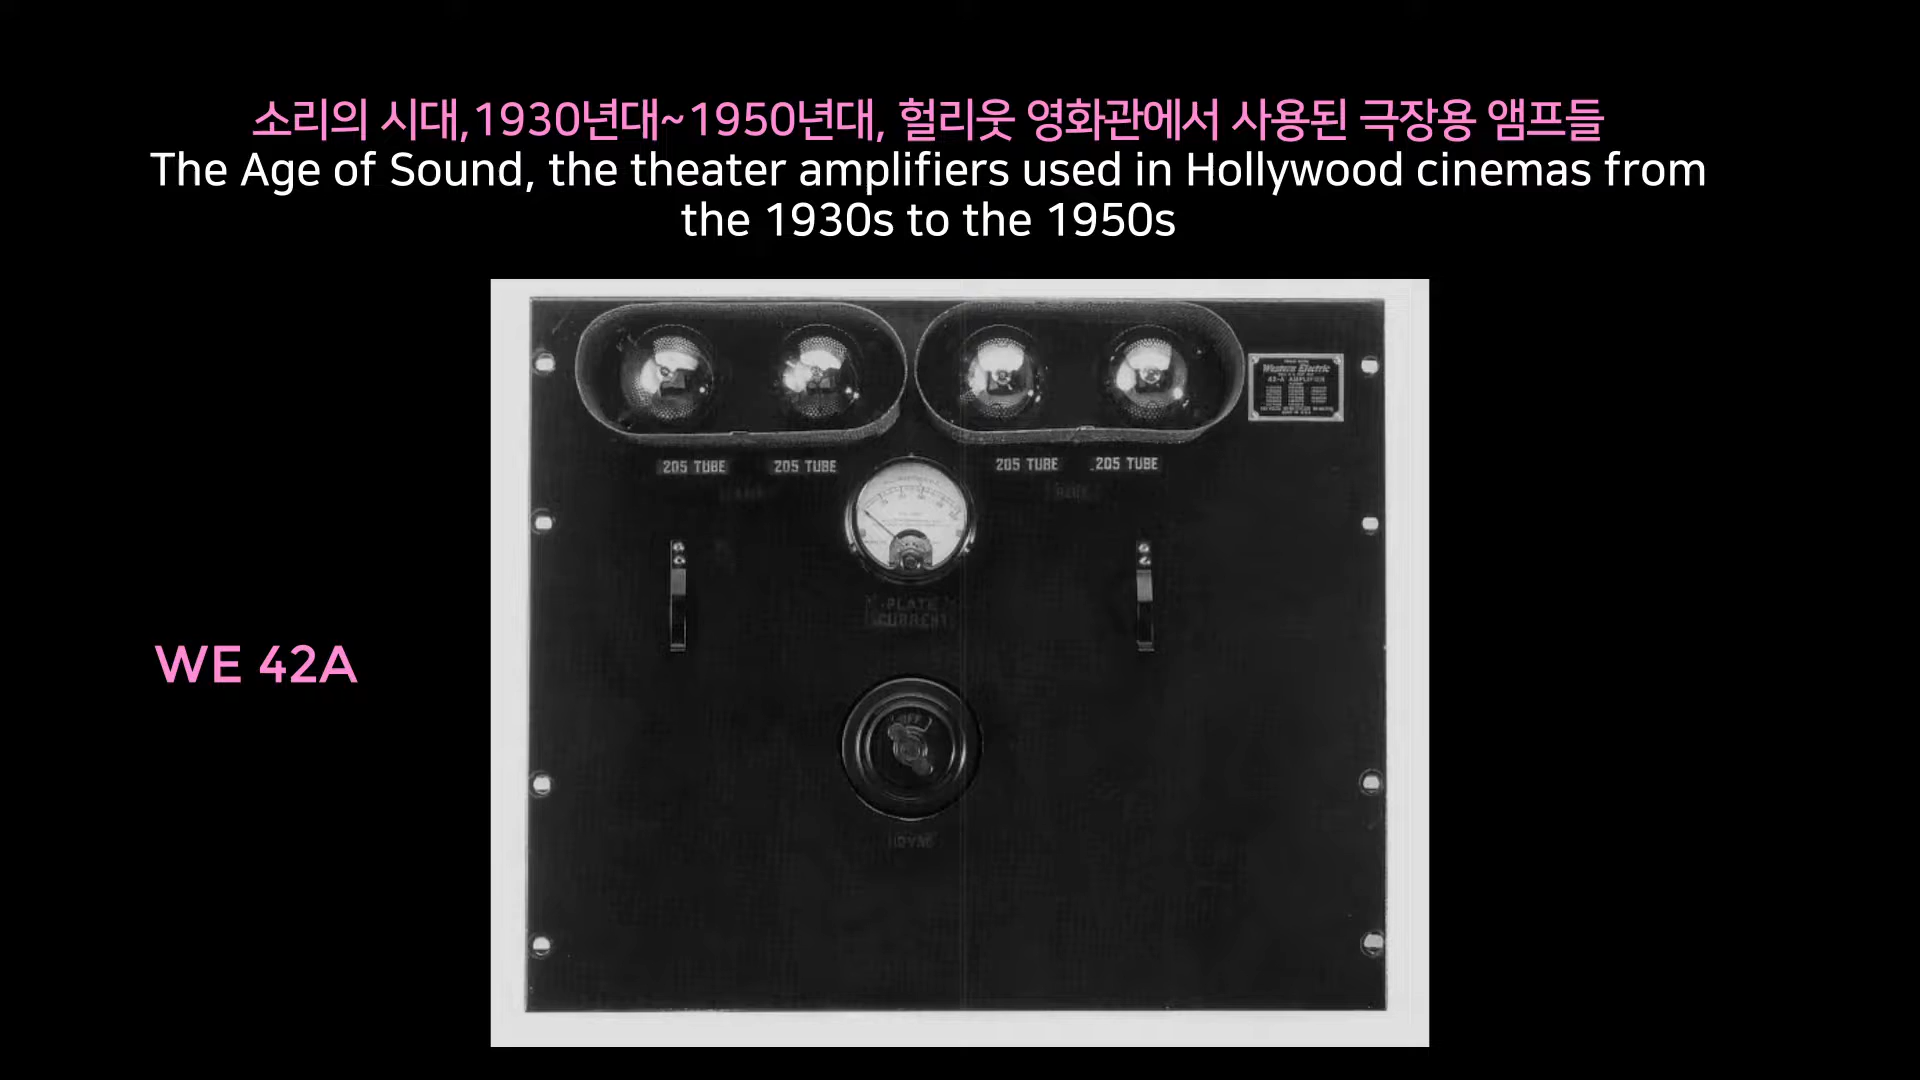 소리의 시대,1930년대~1950년대, 헐리웃 영화관에서 사용된 극장용 앰프들
The Age of Sound, the theater amplifiers used in Hollywood cinemas from
the 1930s to the 1950s
Western Electric
42-A AMPLIFIER
205 TUBE 205 TUBE 205 TUBE 205 TUBE
PLATE
CURRENT
WE 42A
OFF